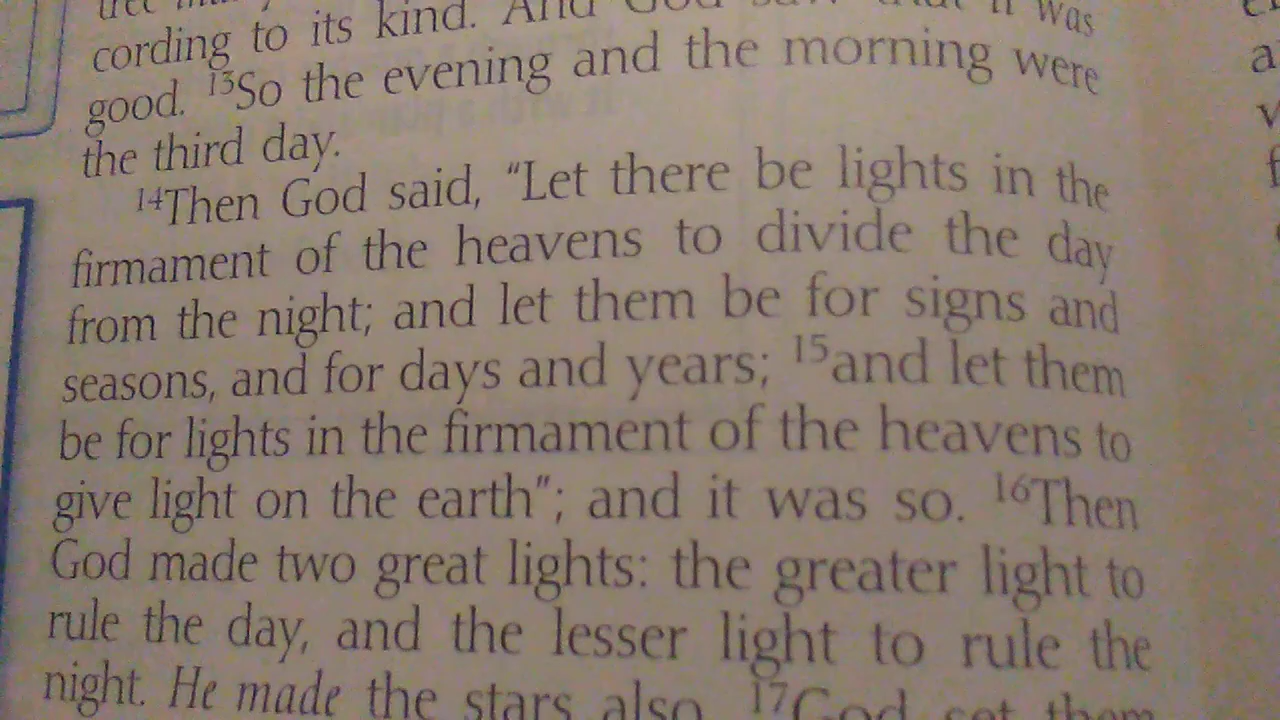 cording to its kind. And God saw that it was
good. 13So the evening and the morning were
the third day.
14Then God said, “Let there be lights in the
firmament of the heavens to divide the day
from the night; and let them be for signs and
seasons, and for days and years; 15and let them
be for lights in the firmament of the heavens to
give light on the earth”; and it was so. 16Then
God made two great lights: the greater light to
rule the day, and the lesser light to rule the
night. He made the stars also. 17God set them